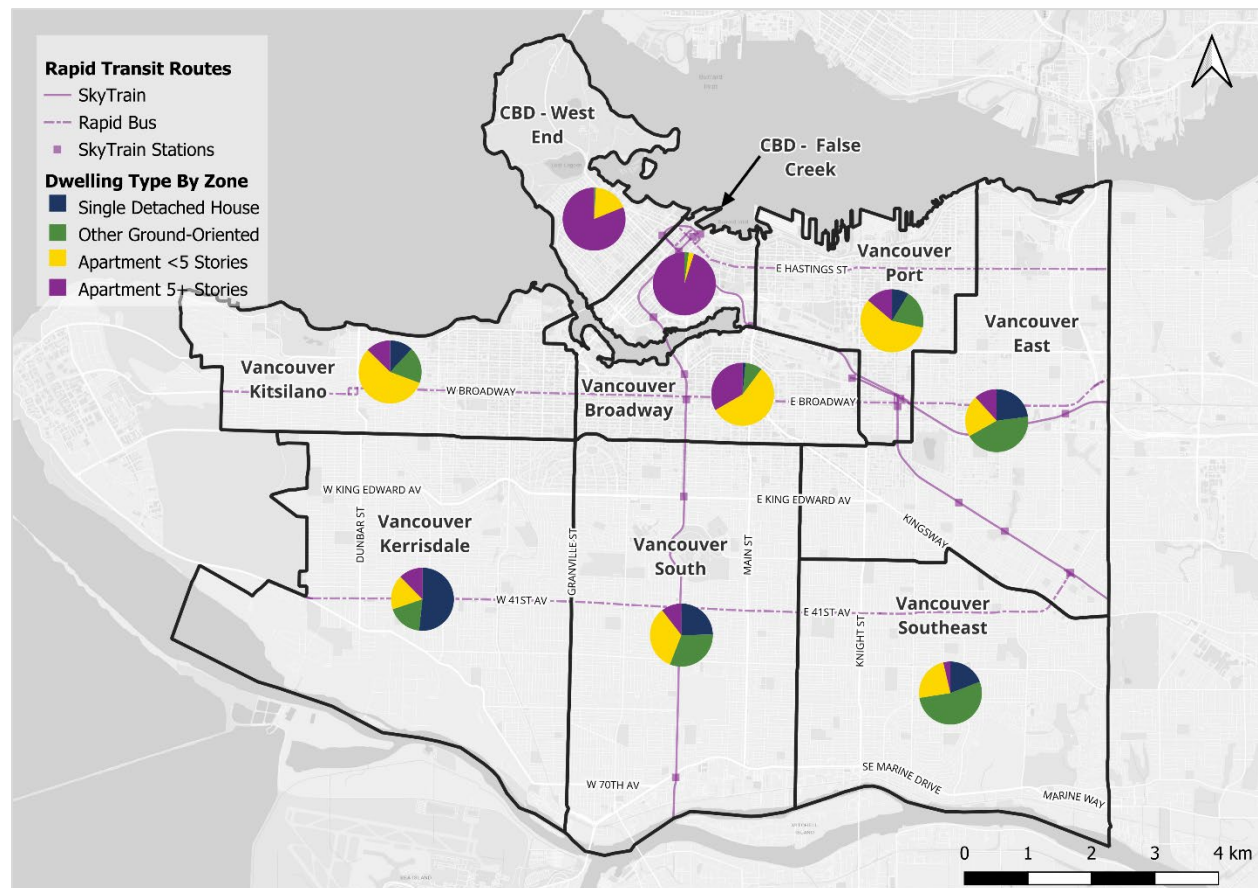 Rapid Transit Routes
SkyTrain
Rapid Bus
SkyTrain Stations
Dwelling Type By Zone
Single Detached House
Other Ground-Oriented
Apartment <5 Stories
Apartment 5+ Stories
CBD - West
End
CBD - False
Creek
E HASTINGS ST
Vancouver
Port
Vancouver
East
Vancouver
Kitsilano
W BROADWAY
Vancouver
Broadway
E BROADWAY
W KING EDWARD AV
E KING EDWARD AV
KINGSWAY
DUNBAR ST
Vancouver
Kerrisdale
GRANVILLE ST
Vancouver
South
MAIN ST
W 41ST AV
E 41ST AV
KNIGHT ST
Vancouver
Southeast
W 70TH AV
SE MARINE DRIVE
MARINE WAY
0 1 2 3 4 km